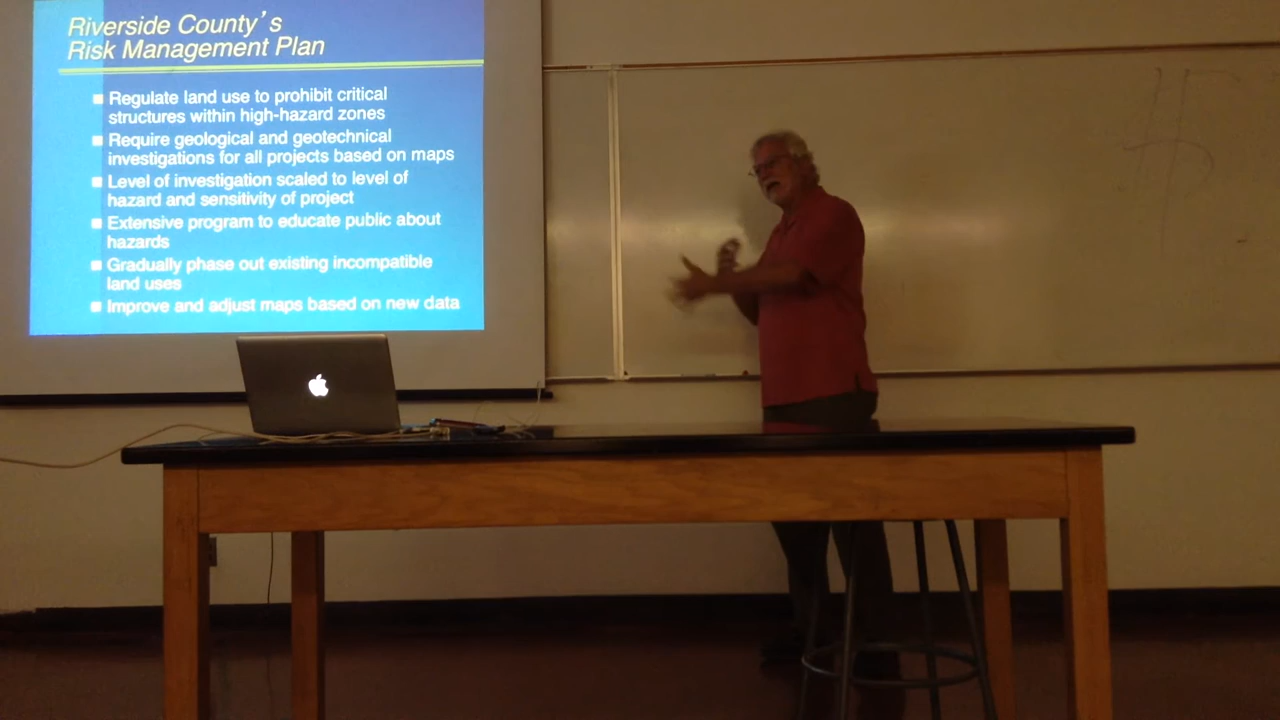 Riverside County's
Risk Management Plan
Regulate land use to prohibit critical
structures within high-hazard zones
Require geological and geotechnical
investigations for all projects based on maps
Level of investigation scaled to level of
hazard and sensitivity of project
Extensive program to educate public about
hazards
Gradually phase out existing incompatible
land uses
Improve and adjust maps based on new data